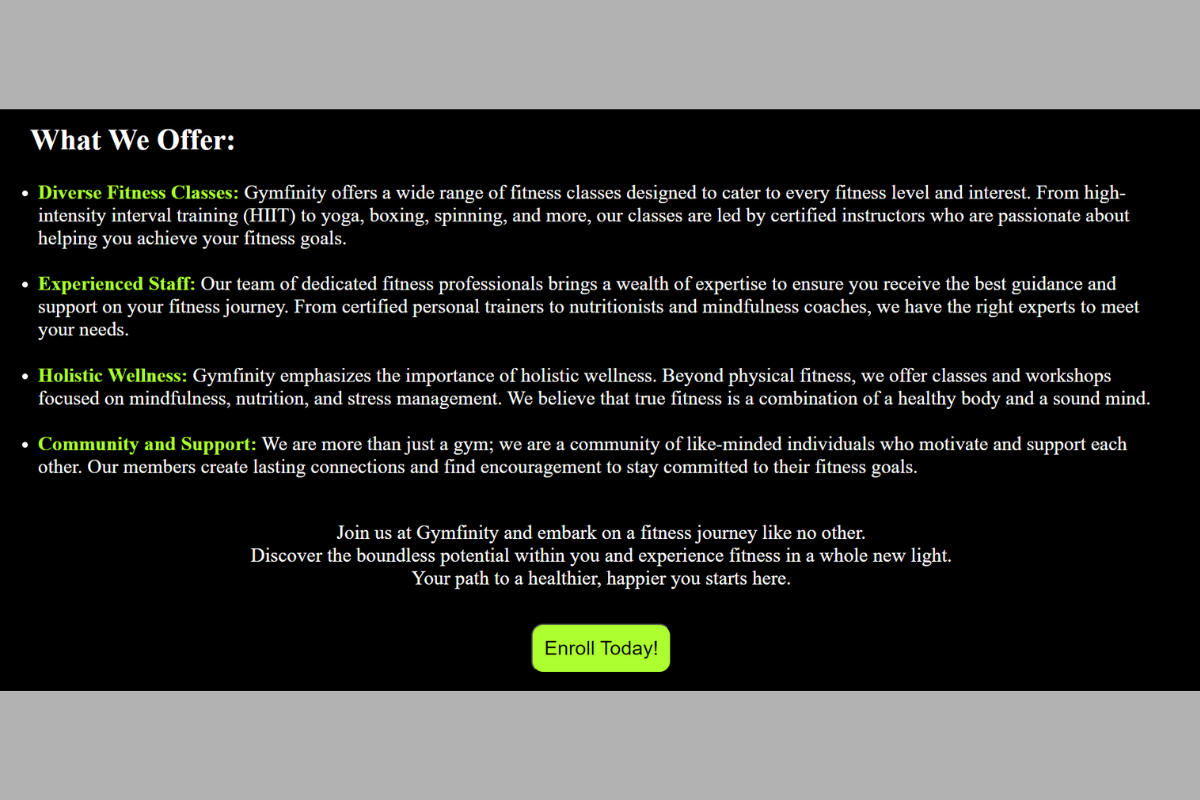 What We Offer:
Diverse Fitness Classes: Gymfinity offers a wide range of fitness classes designed to cater to every fitness level and interest. From high-
intensity interval training (HIIT) to yoga, boxing, spinning, and more, our classes are led by certified instructors who are passionate about
helping you achieve your fitness goals.
Experienced Staff: Our team of dedicated fitness professionals brings a wealth of expertise to ensure you receive the best guidance and
support on your fitness journey. From certified personal trainers to nutritionists and mindfulness coaches, we have the right experts to meet
your needs.
Holistic Wellness: Gymfinity emphasizes the importance of holistic wellness. Beyond physical fitness, we offer classes and workshops
focused on mindfulness, nutrition, and stress management. We believe that true fitness is a combination of a healthy body and a sound mind.
Community and Support: We are more than just a gym; we are a community of like-minded individuals who motivate and support each
other. Our members create lasting connections and find encouragement to stay committed to their fitness goals.
Join us at Gymfinity and embark on a fitness journey like no other.
Discover the boundless potential within you and experience fitness in a whole new light.
Your path to a healthier, happier you starts here.
Enroll Today!